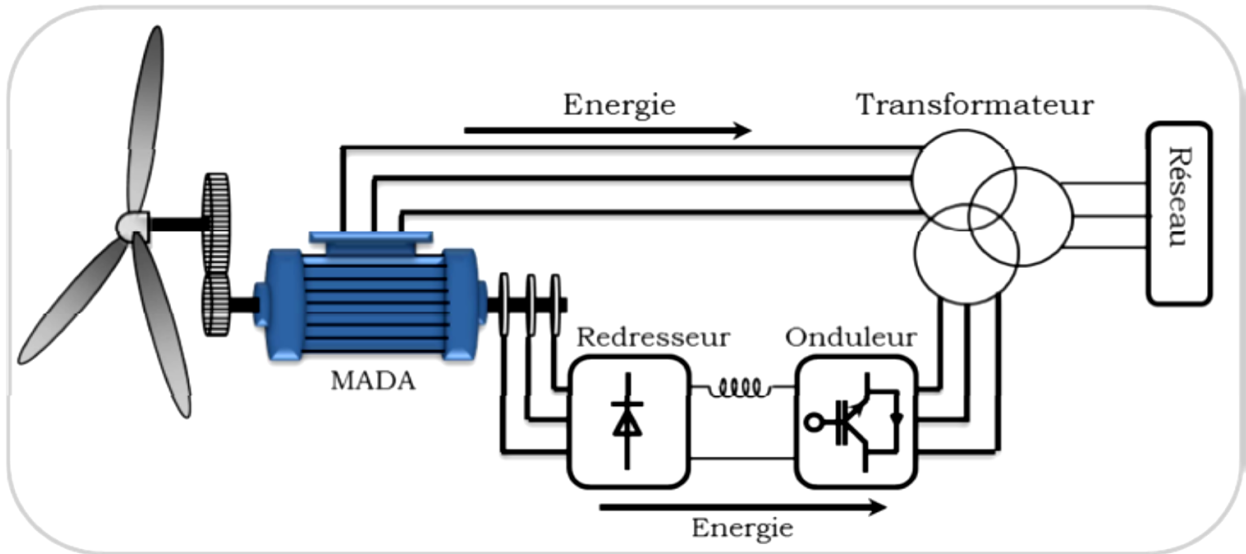 Energie
Transformateur
Réseau
MADA
Redresseur
Onduleur
Energie